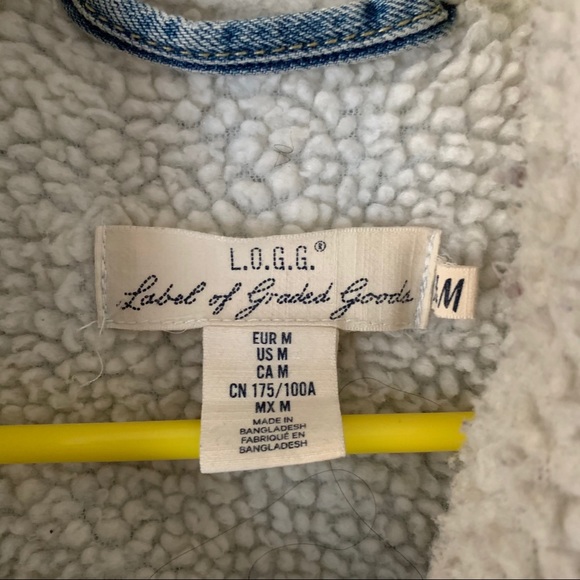 L.O.G.G.®
Label of Graded Goods
M
EUR M
US M
CA M
CN 175/100A
MX M
MADE IN
BANGLADESH
FABRIQUÉ EN
BANGLADESH